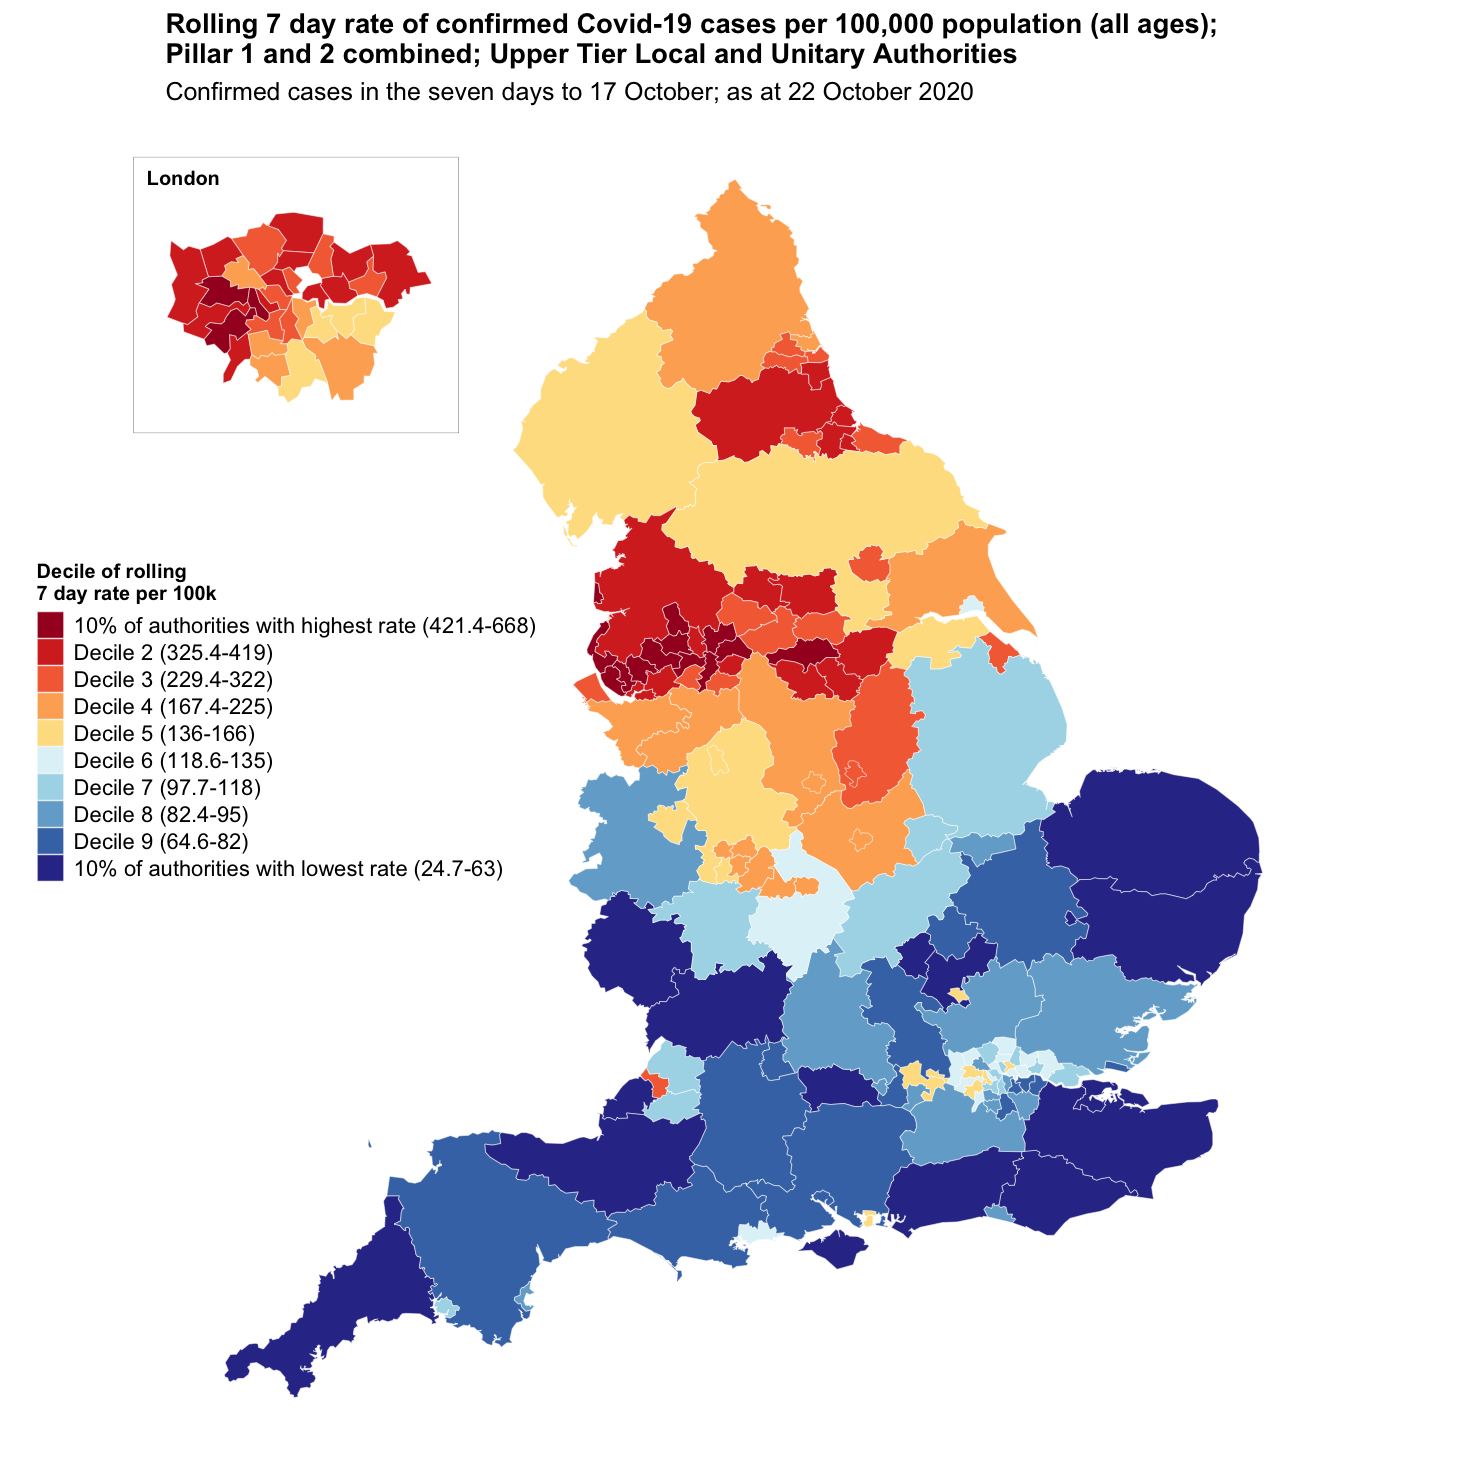 Rolling 7 day rate of confirmed Covid-19 cases per 100,000 population (all ages);
Pillar 1 and 2 combined; Upper Tier Local and Unitary Authorities
Confirmed cases in the seven days to 17 October; as at 22 October 2020
London
Decile of rolling
7 day rate per 100k
10% of authorities with highest rate (421.4-668)
Decile 2 (325.4-419)
Decile 3 (229.4-322)
Decile 4 (167.4-225)
Decile 5 (136-166)
Decile 6 (118.6-135)
Decile 7 (97.7-118)
Decile 8 (82.4-95)
Decile 9 (64.6-82)
10% of authorities with lowest rate (24.7-63)